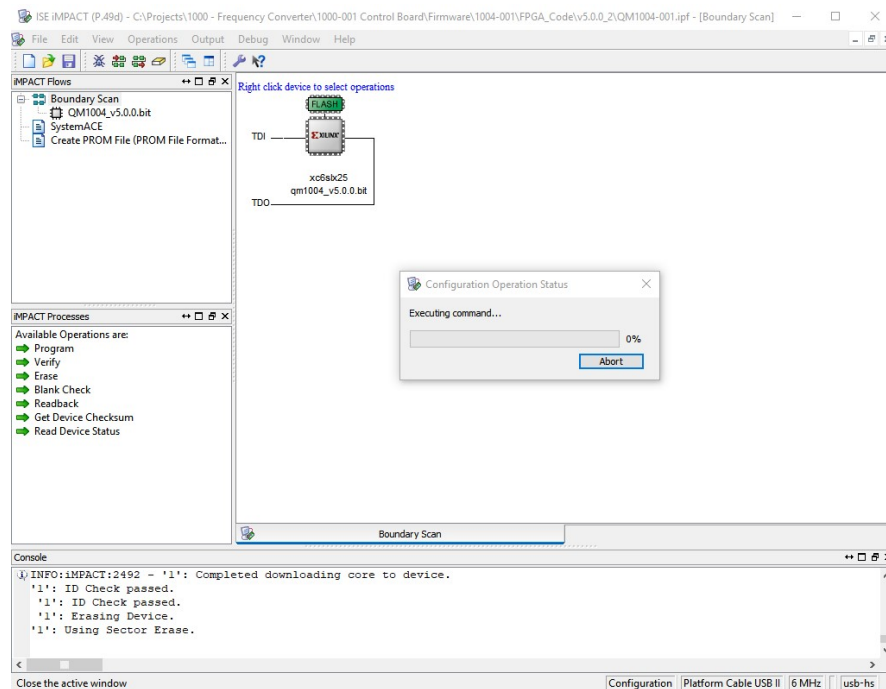 ISE iMPACT (P.49d) - C:\Projects\1000 - Frequency Converter\1000-001 Control Board\Firmware\1004-001\FPGA_Code\v5.0.0_2\QM1004-001.ipf - [Boundary Scan]
File Edit View Operations Output Debug Window Help
iMPACT Flows
Boundary Scan
QM1004_v5.0.0.bit
SystemACE
Create PROM File (PROM File Format...
Right click device to select operations
FLASH
TDI
XILINX
xc6slx25
qm1004_v5.0.0.bit
TDO
Configuration Operation Status
Executing command...
0%
Abort
iMPACT Processes
Available Operations are:
Program
Verify
Erase
Blank Check
Readback
Get Device Checksum
Read Device Status
Boundary Scan
Console
INFO:iMPACT:2492 - '1': Completed downloading core to device.
'1': ID Check passed.
'1': ID Check passed.
'1': Erasing Device.
'1': Using Sector Erase.
Close the active window
Configuration Platform Cable USB II 6 MHz usb-hs